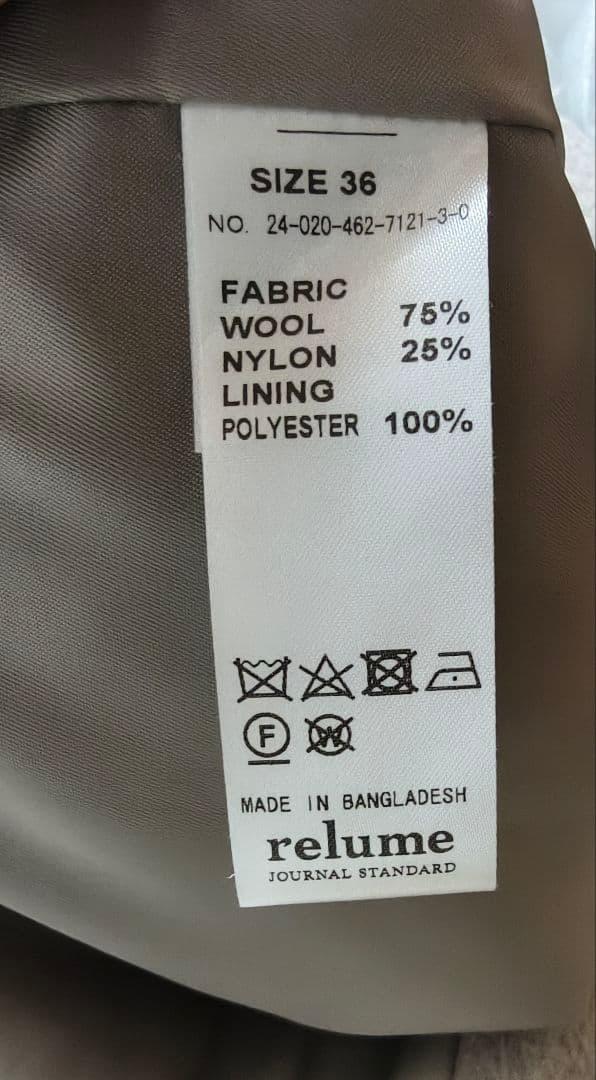 SIZE 36
NO. 24-020-462-7121-3-0
FABRIC
WOOL 75%
NYLON 25%
LINING
POLYESTER 100%
F W
MADE IN BANGLADESH
relume
JOURNAL STANDARD